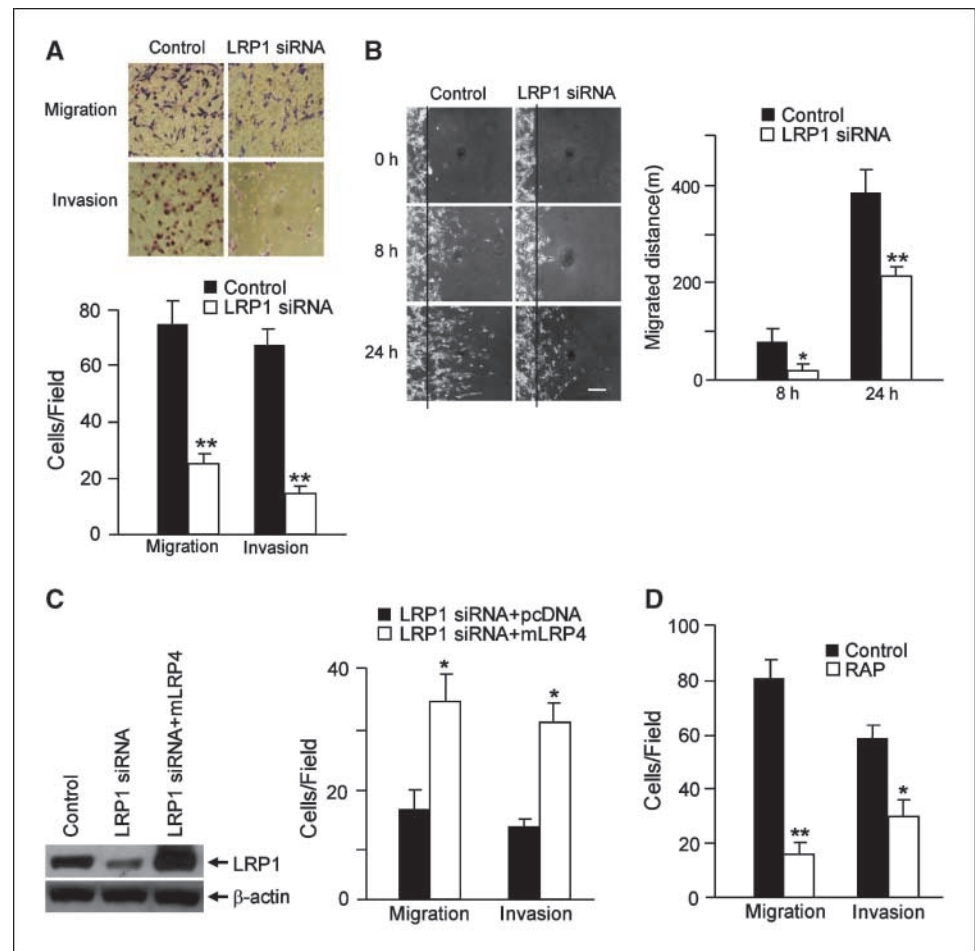 A
Control LRP1 siRNA
Migration
Invasion
Control
LRP1 siRNA
80
60
40
20
0
Cells/Field
**
**
Migration Invasion
B
Control LRP1 siRNA
0 h
8 h
24 h
Control
LRP1 siRNA
Migrated distance(m)
400
200
0
*
**
8 h 24 h
C
Control
LRP1 siRNA
LRP1 siRNA+mLRP4
LRP1
β-actin
LRP1 siRNA+pcDNA
LRP1 siRNA+mLRP4
Cells/Field
40
20
0
*
*
Migration Invasion
D
Control
RAP
Cells/Field
100
80
60
40
20
0
**
*
Migration Invasion